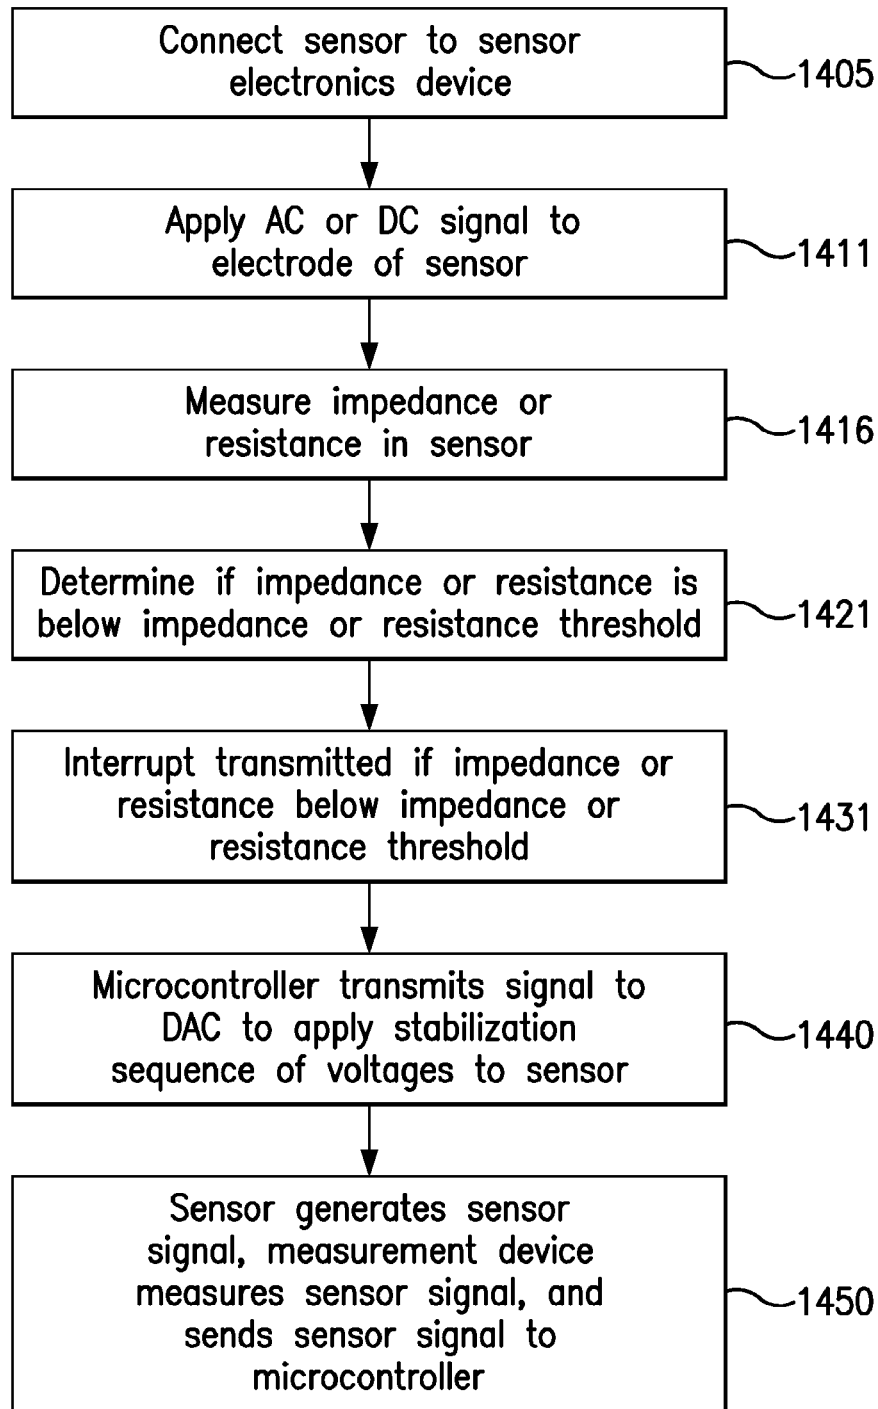 Connect sensor to sensor
electronics device
1405
Apply AC or DC signal to
electrode of sensor
1411
Measure impedance or
resistance in sensor
1416
Determine if impedance or resistance is
below impedance or resistance threshold
1421
Interrupt transmitted if impedance or
resistance below impedance or
resistance threshold
1431
Microcontroller transmits signal to
DAC to apply stabilization
sequence of voltages to sensor
1440
Sensor generates sensor
signal, measurement device
measures sensor signal, and
sends sensor signal to
microcontroller
1450